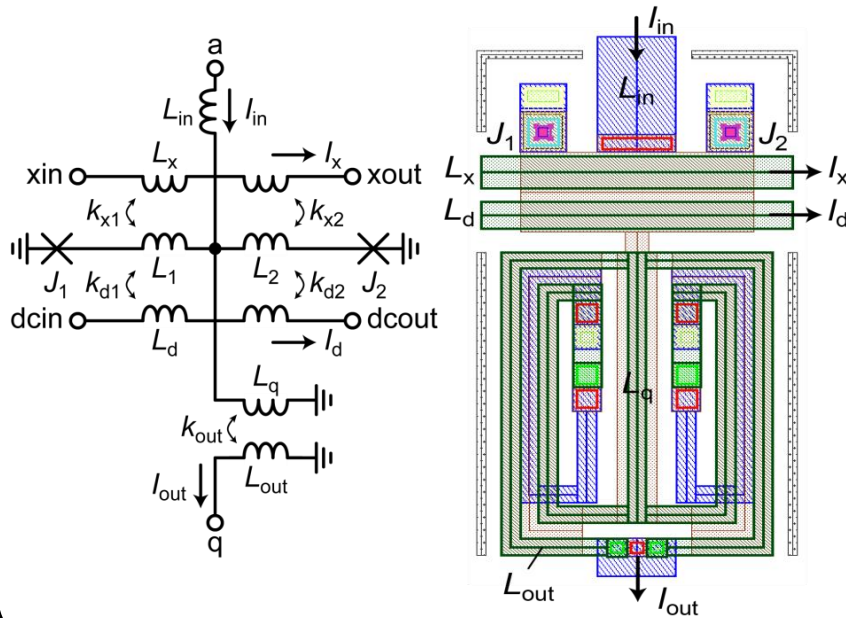 a
L_in I_in
L_x I_x
xin xout
k_x1 k_x2
J_1 L_1 L_2 J_2
k_d1 k_d2
dcin dcout
L_d I_d
L_q
k_out
I_out L_out
q
I_in
L_in
J_1 J_2
L_x I_x
L_d I_d
L_q
L_out I_out